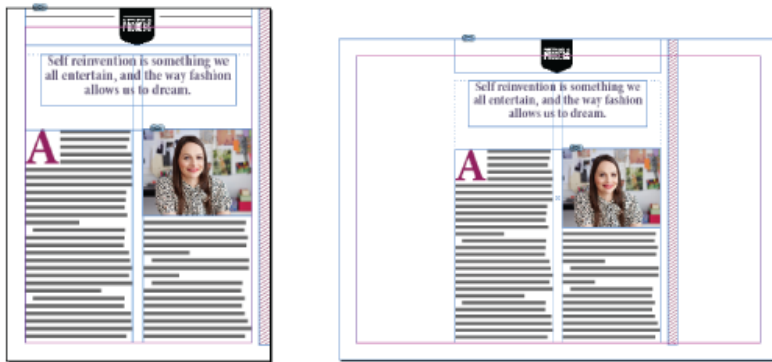 Self reinvention is something we
all entertain, and the way fashion
allows us to dream.
A
Self reinvention is something we
all entertain, and the way fashion
allows us to dream.
A